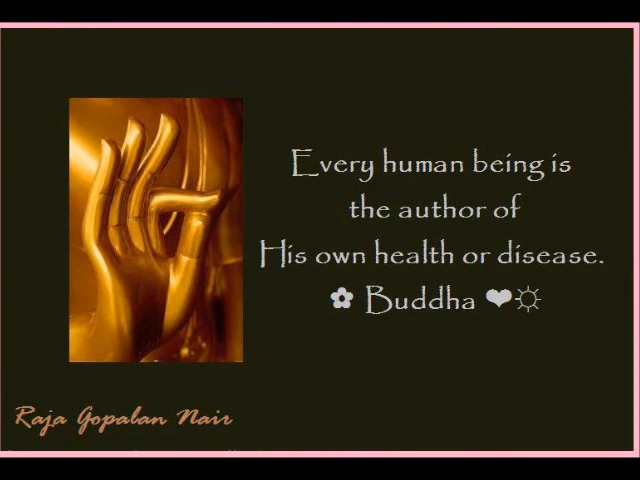 Every human being is
the author of
His own health or disease.
✿ Buddha ❤☼
Raja Gopalan Nair